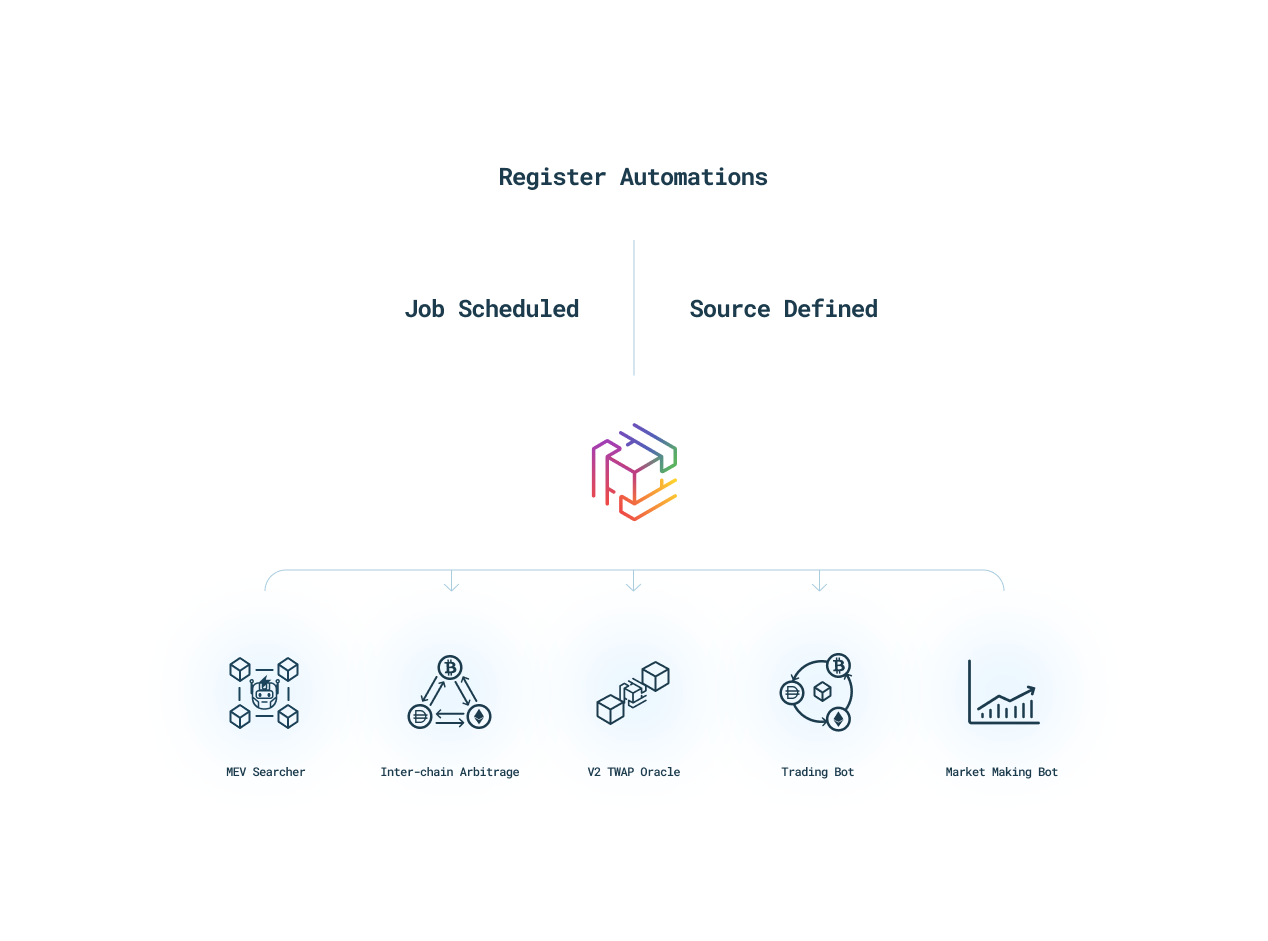 Register Automations
Job Scheduled
Source Defined
MEV Searcher
Inter-chain Arbitrage
V2 TWAP Oracle
Trading Bot
Market Making Bot